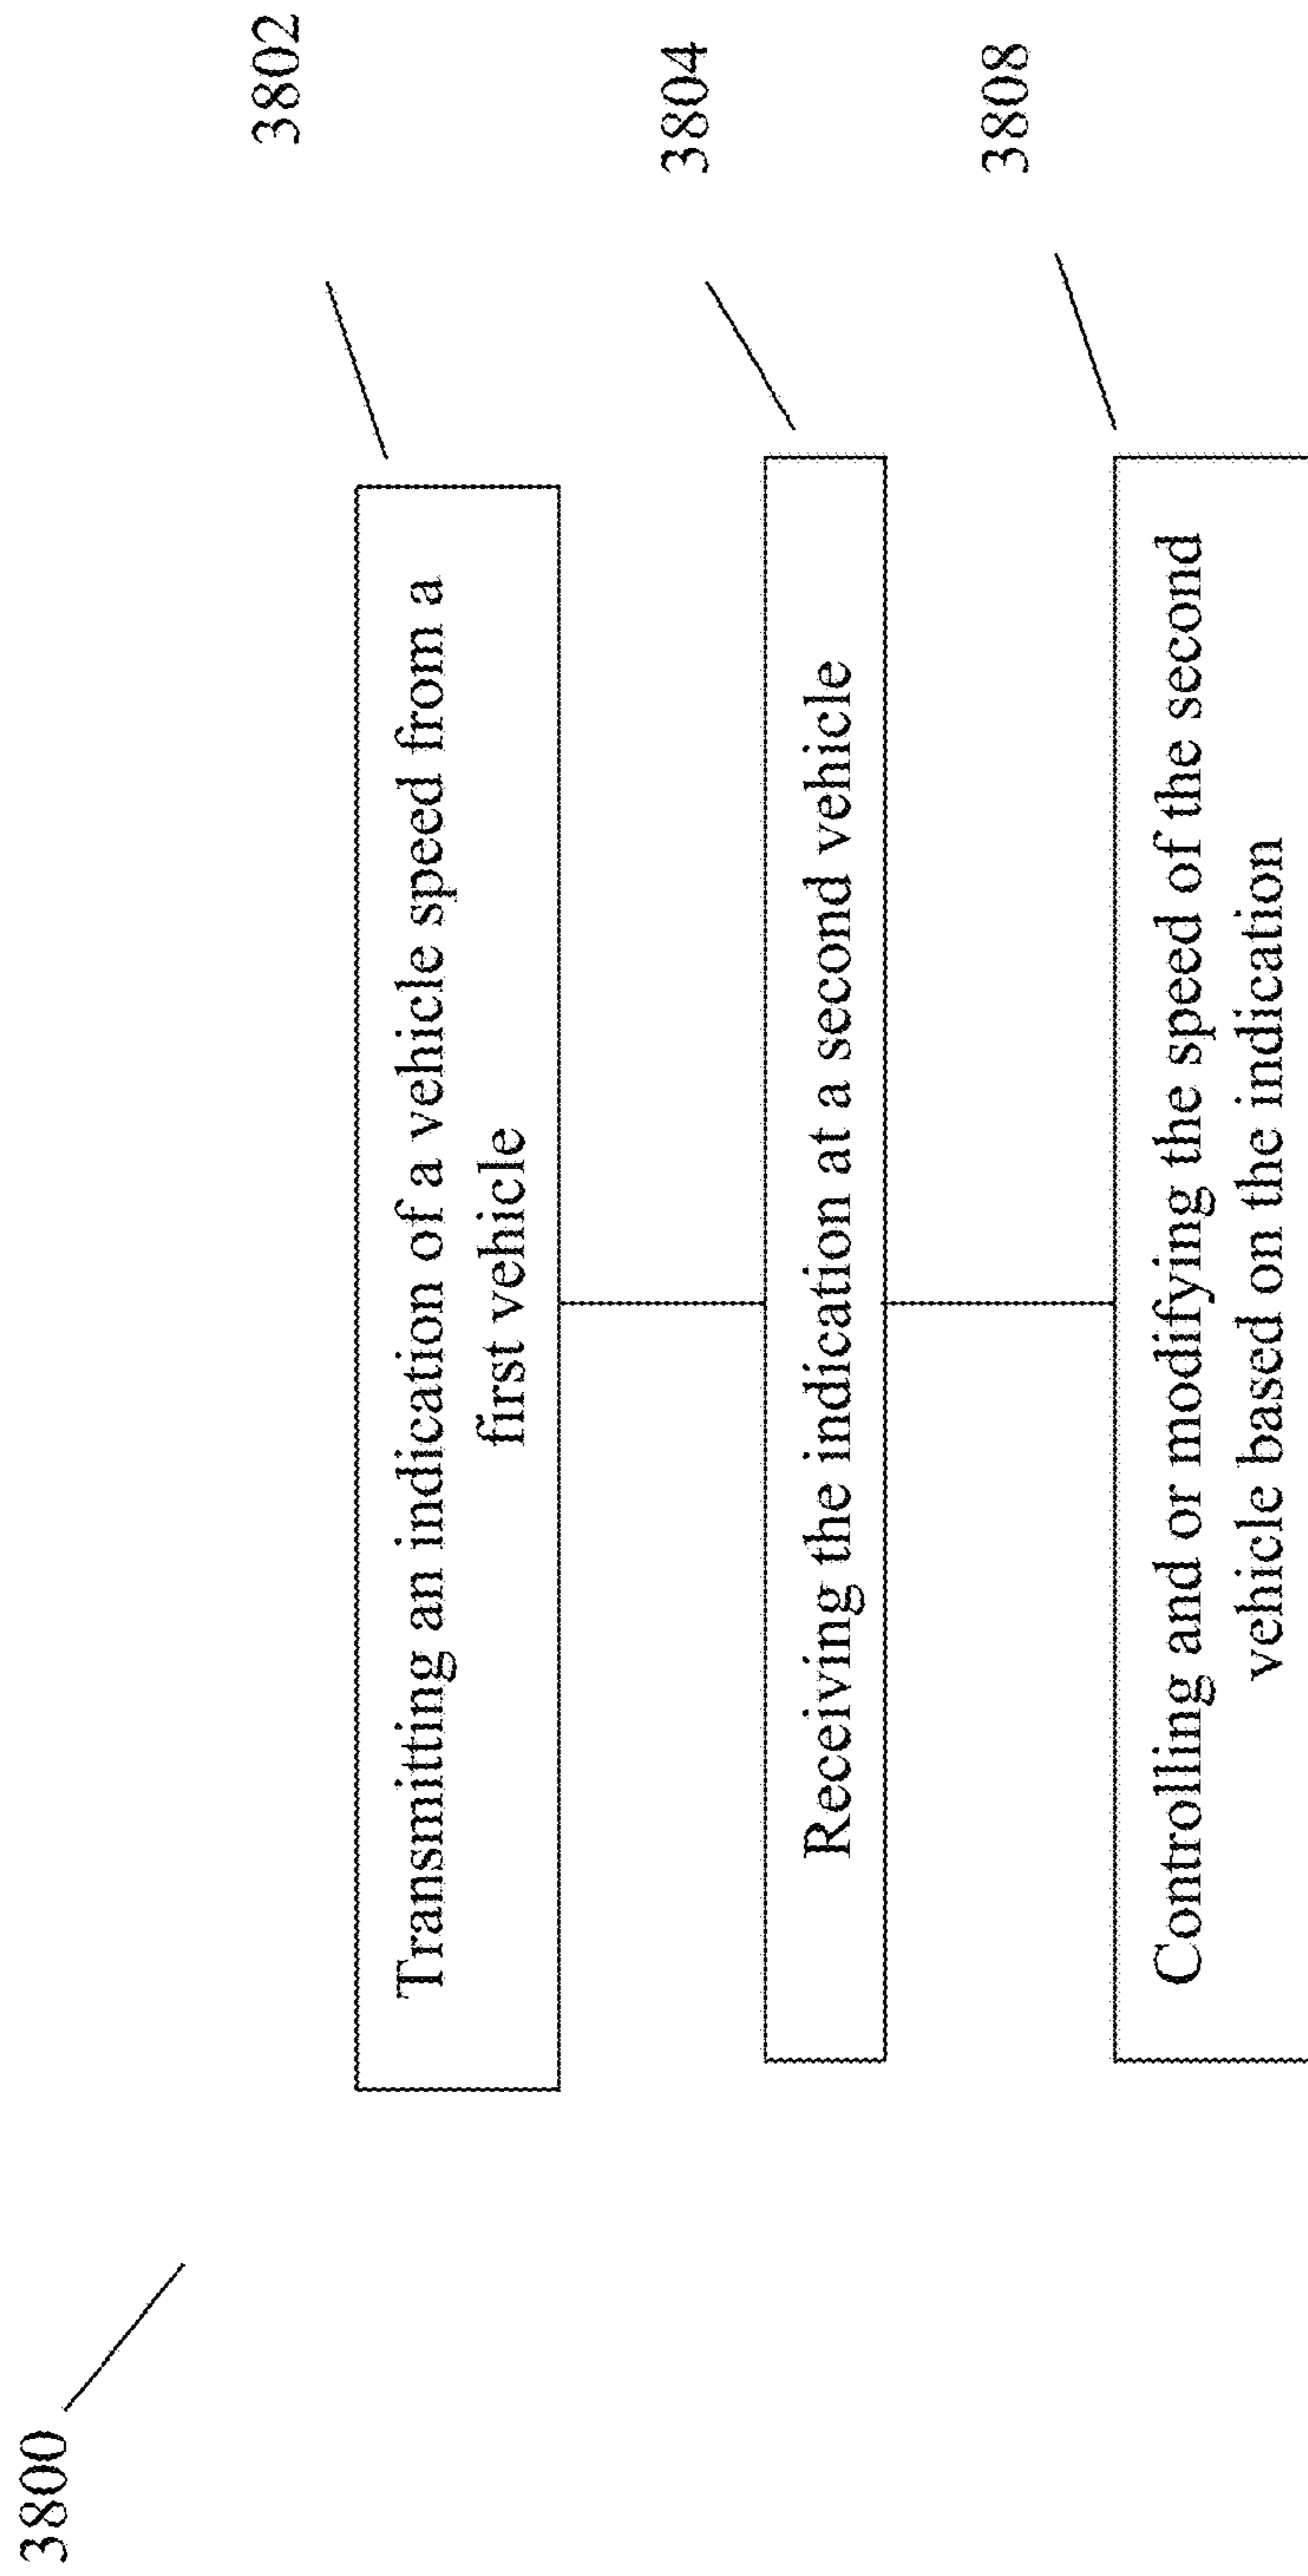 3800
3802
Transmitting an indication of a vehicle speed from a
first vehicle
3804
Receiving the indication at a second vehicle
3808
Controlling and or modifying the speed of the second
vehicle based on the indication